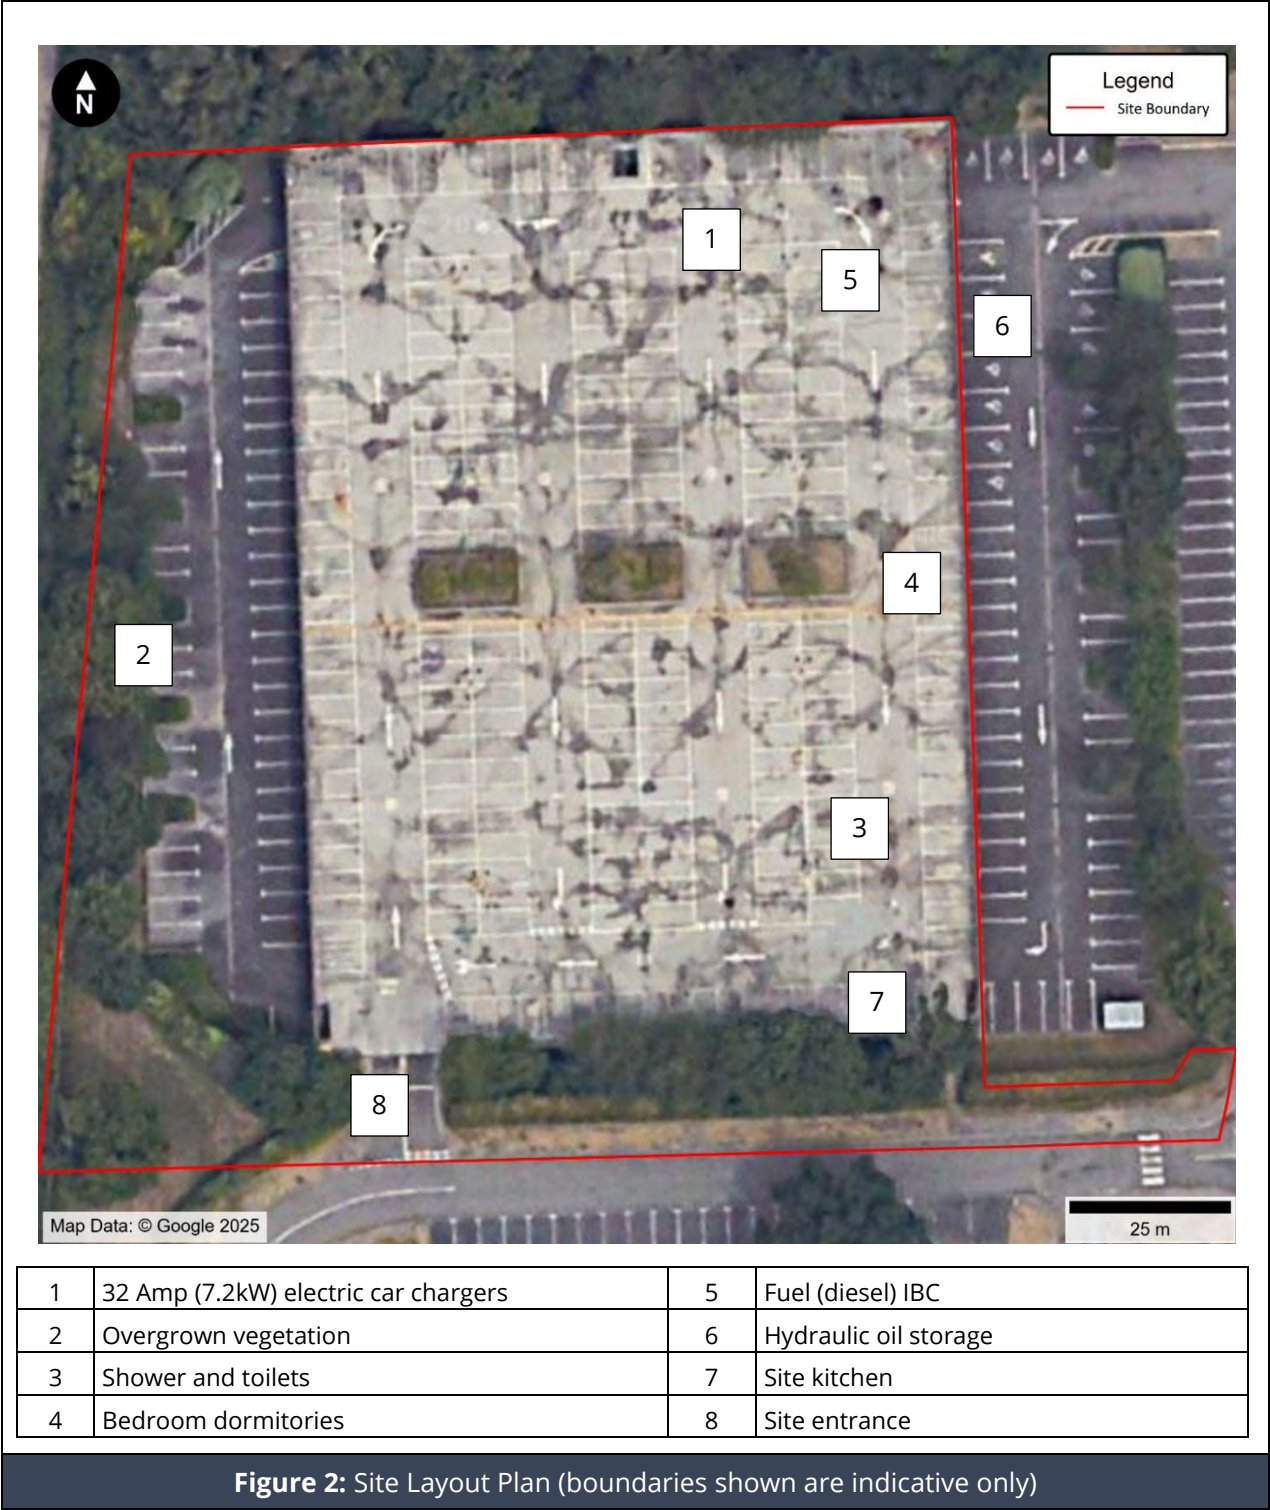 N
Legend
Site Boundary
1
5
6
4
2
3
7
8
Map Data: © Google 2025
25 m
1 32 Amp (7.2kW) electric car chargers 5 Fuel (diesel) IBC
2 Overgrown vegetation 6 Hydraulic oil storage
3 Shower and toilets 7 Site kitchen
4 Bedroom dormitories 8 Site entrance
Figure 2: Site Layout Plan (boundaries shown are indicative only)